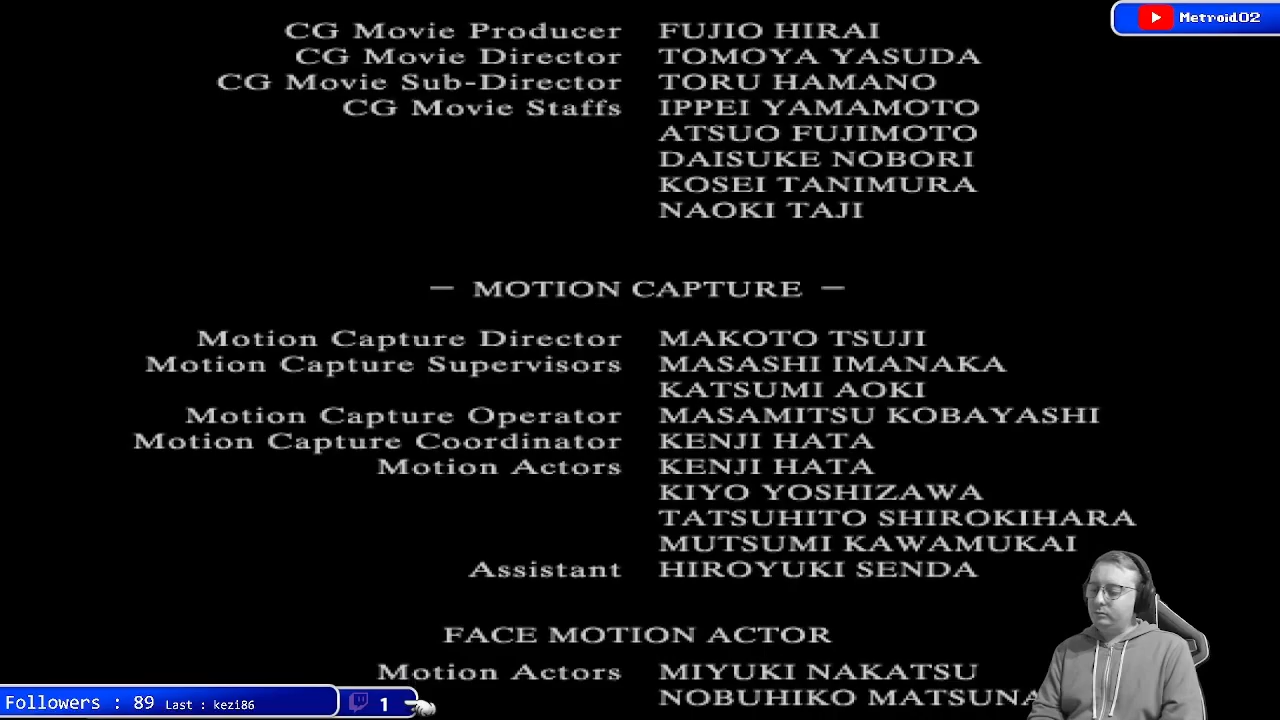 CG Movie Producer FUJIO HIRAI
CG Movie Director TOMOYA YASUDA
CG Movie Sub-Director TORU HAMANO
CG Movie Staffs IPPEI YAMAMOTO
ATSUO FUJIMOTO
DAISUKE NOBORI
KOSEI TANIMURA
NAOKI TAJI
— MOTION CAPTURE —
Motion Capture Director MAKOTO TSUJI
Motion Capture Supervisors MASASHI IMANAKA
KATSUMI AOKI
Motion Capture Operator MASAMITSU KOBAYASHI
Motion Capture Coordinator KENJI HATA
Motion Actors KENJI HATA
KIYO YOSHIZAWA
TATSUHITO SHIROKIHARA
MUTSUMI KAWAMUKAI
Assistant HIROYUKI SENDA
FACE MOTION ACTOR
Motion Actors MIYUKI NAKATSU
NOBUHIKO MATSUNA
Metroid02
Followers : 89 Last : kezi86
1